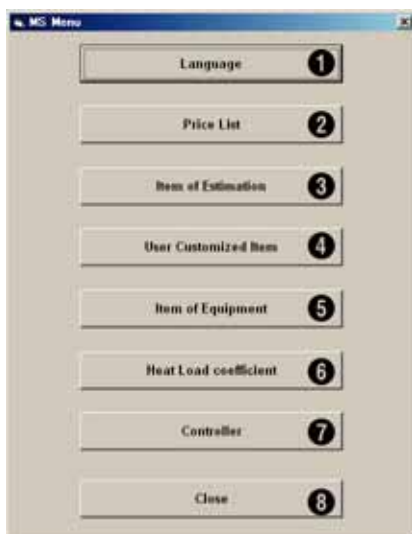 MS Menu
Language 1
Price List 2
Item of Estimation 3
User Customized Item 4
Item of Equipment 5
Heat Load coefficient 6
Controller 7
Close 8